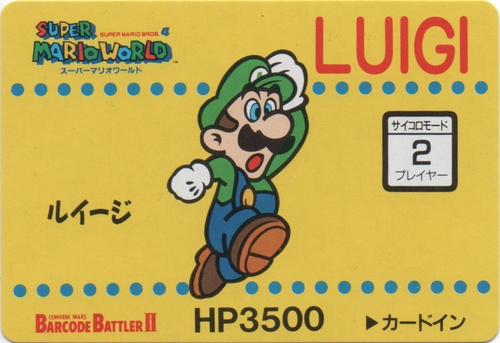 SUPER MARIO BROS. 4
SUPER
MARIO WORLD
スーパーマリオワールド
LUIGI
サイコロモード
2
プレイヤー
ルイージ
CONVENI WARS
BARCODE BATTLER II
HP3500
▶カードイン